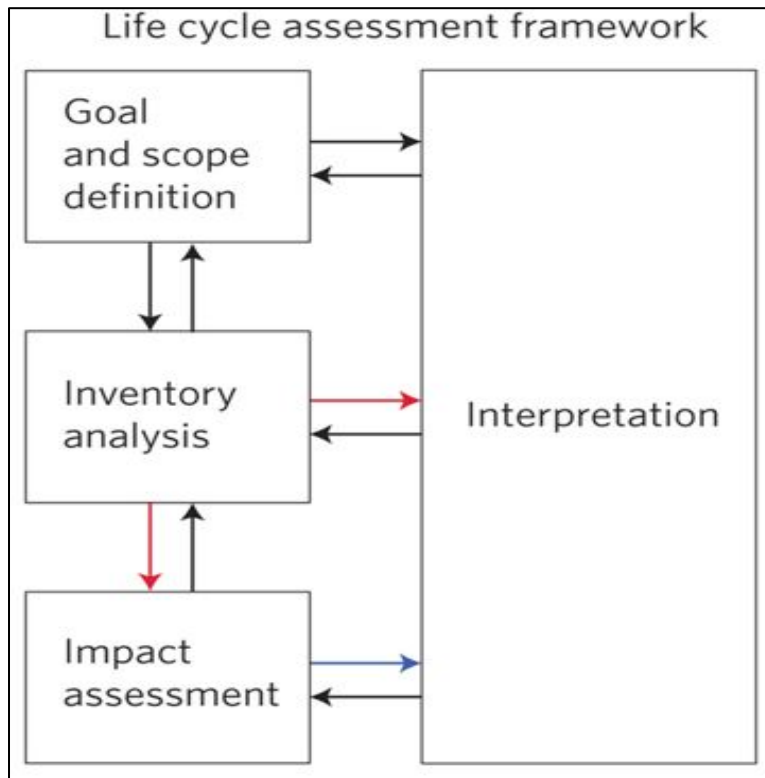 Life cycle assessment framework
Goal
and scope
definition
Inventory
analysis
Interpretation
Impact
assessment